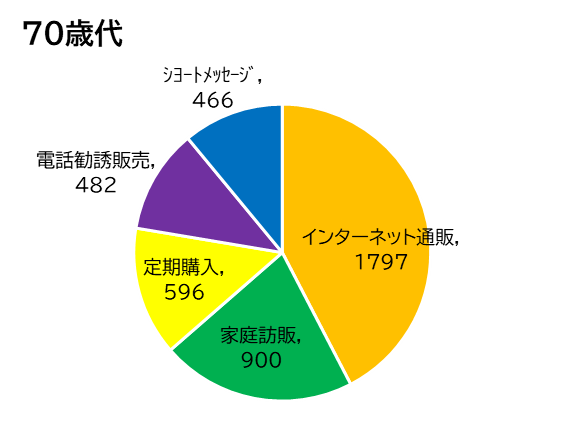 70歳代
ｼﾖｰﾄﾒｯｾｰｼﾞ,
466
電話勧誘販売,
482
インターネット通販,
1797
定期購入,
596
家庭訪販,
900